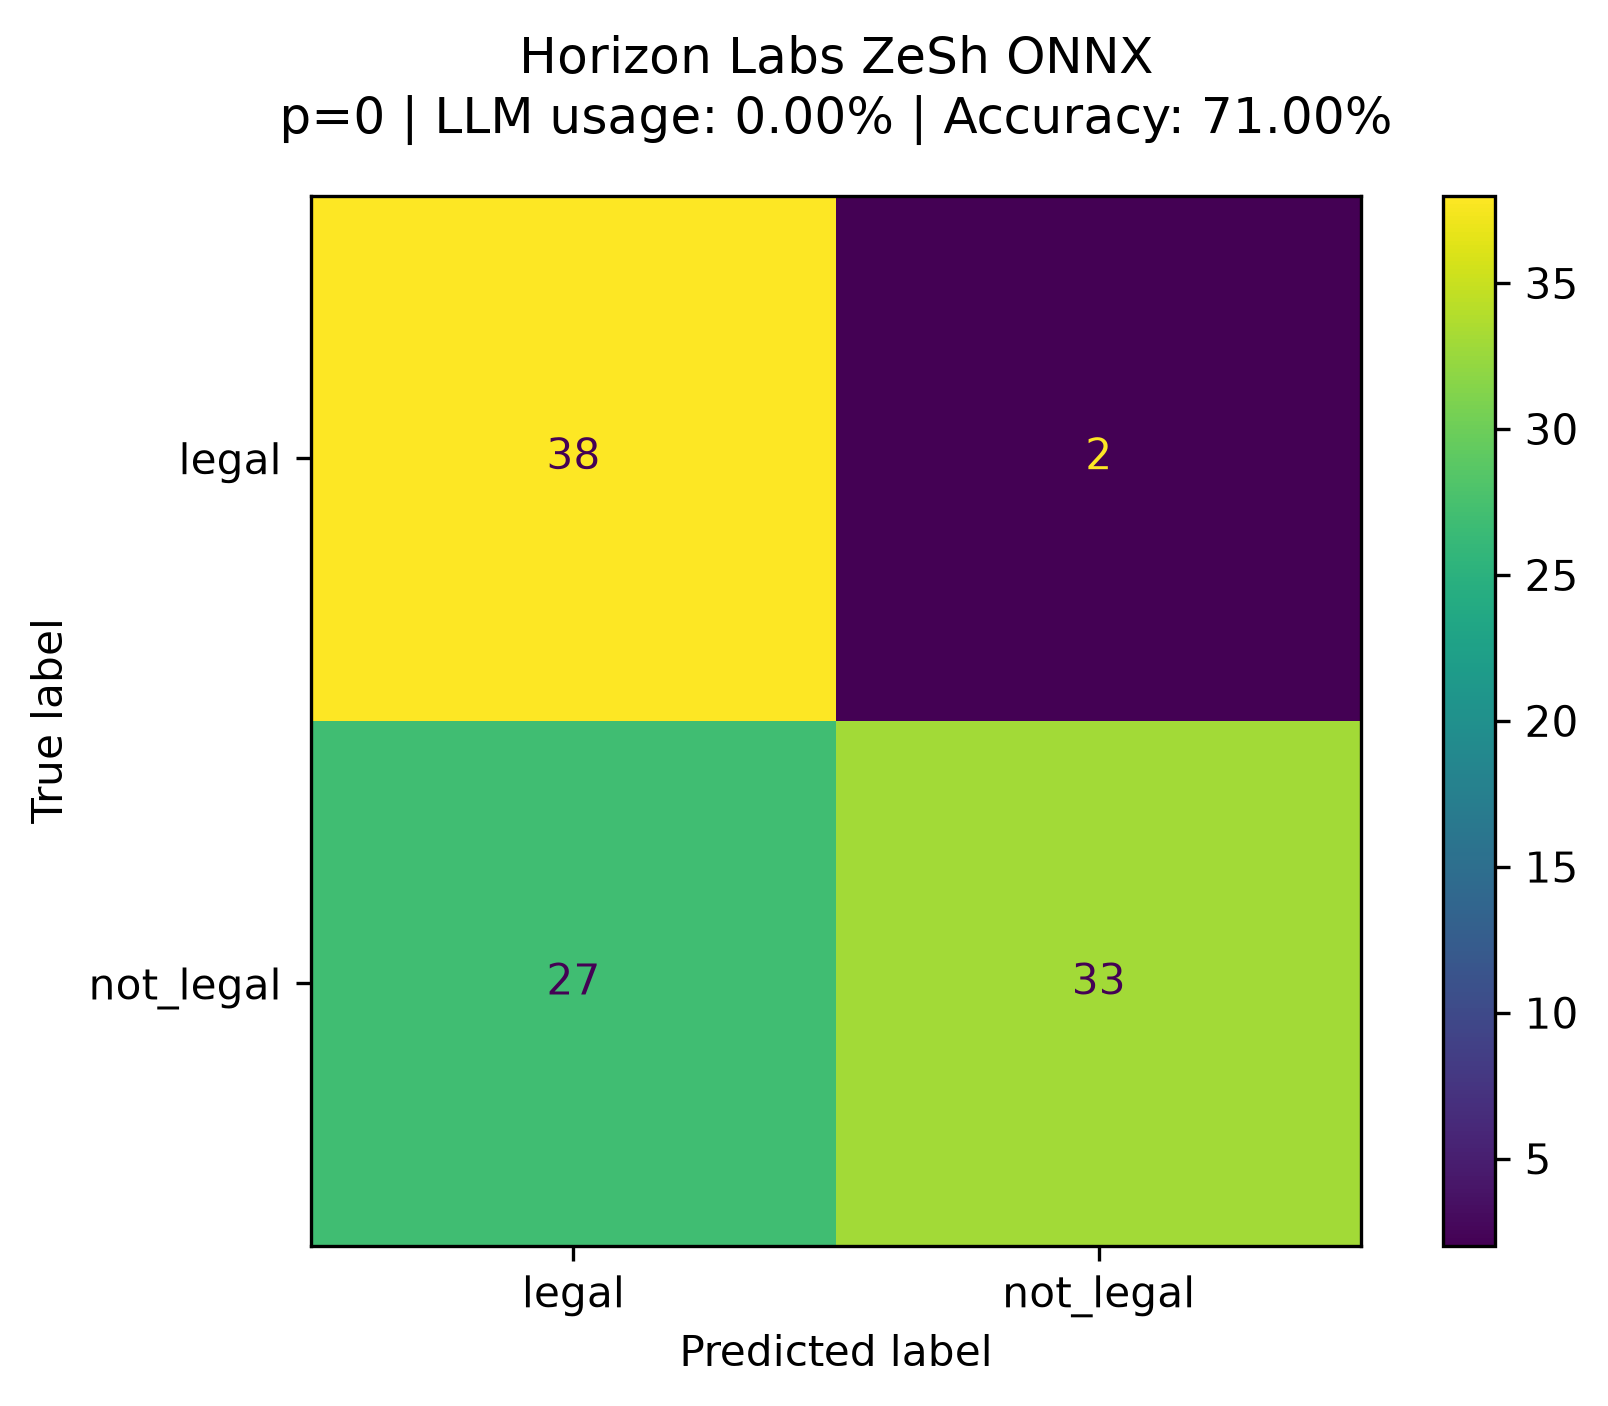 Horizon Labs ZeSh ONNX
p=0 | LLM usage: 0.00% | Accuracy: 71.00%
True label
legal
not_legal
38
2
27
33
legal
not_legal
Predicted label
35
30
25
20
15
10
5